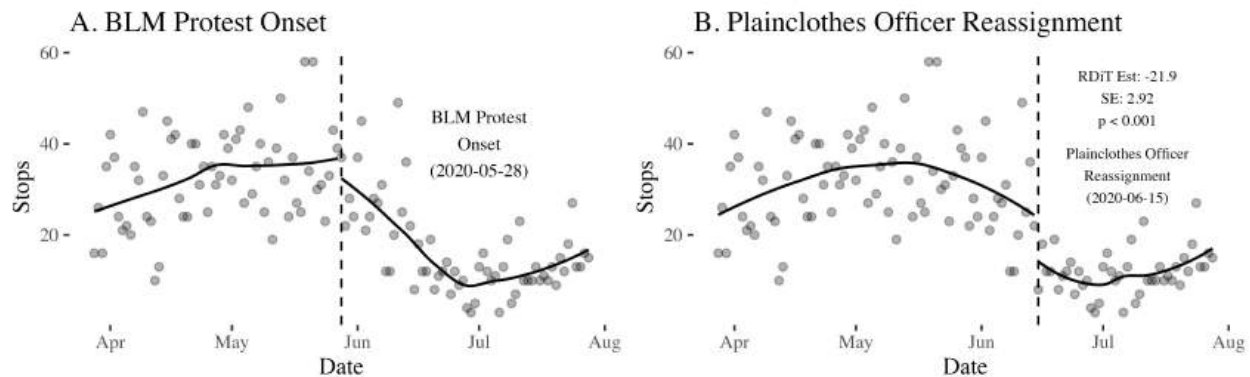 A. BLM Protest Onset
60
40
20
Stops
BLM Protest
Onset
(2020-05-28)
Apr May Jun Jul Aug
Date
B. Plainclothes Officer Reassignment
60
40
20
Stops
RDiT Est: -21.9
SE: 2.92
p < 0.001
Plainclothes Officer
Reassignment
(2020-06-15)
Apr May Jun Jul Aug
Date